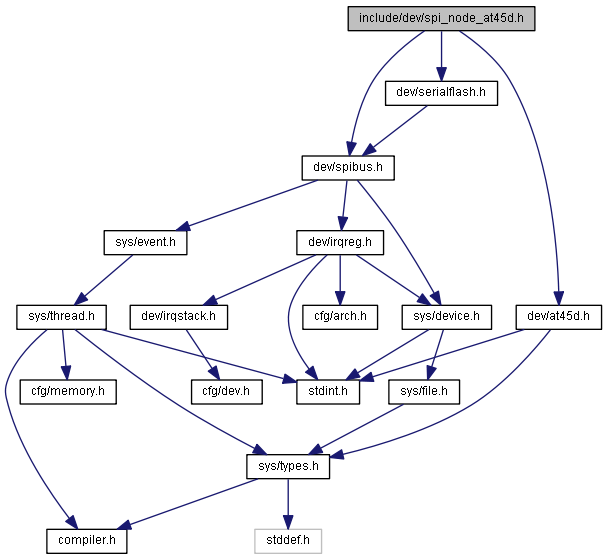 include/dev/spi_node_at45d.h
dev/serialflash.h
dev/spibus.h
sys/event.h
dev/irqreg.h
sys/thread.h
dev/irqstack.h
cfg/arch.h
sys/device.h
dev/at45d.h
cfg/memory.h
cfg/dev.h
stdint.h
sys/file.h
sys/types.h
compiler.h
stddef.h